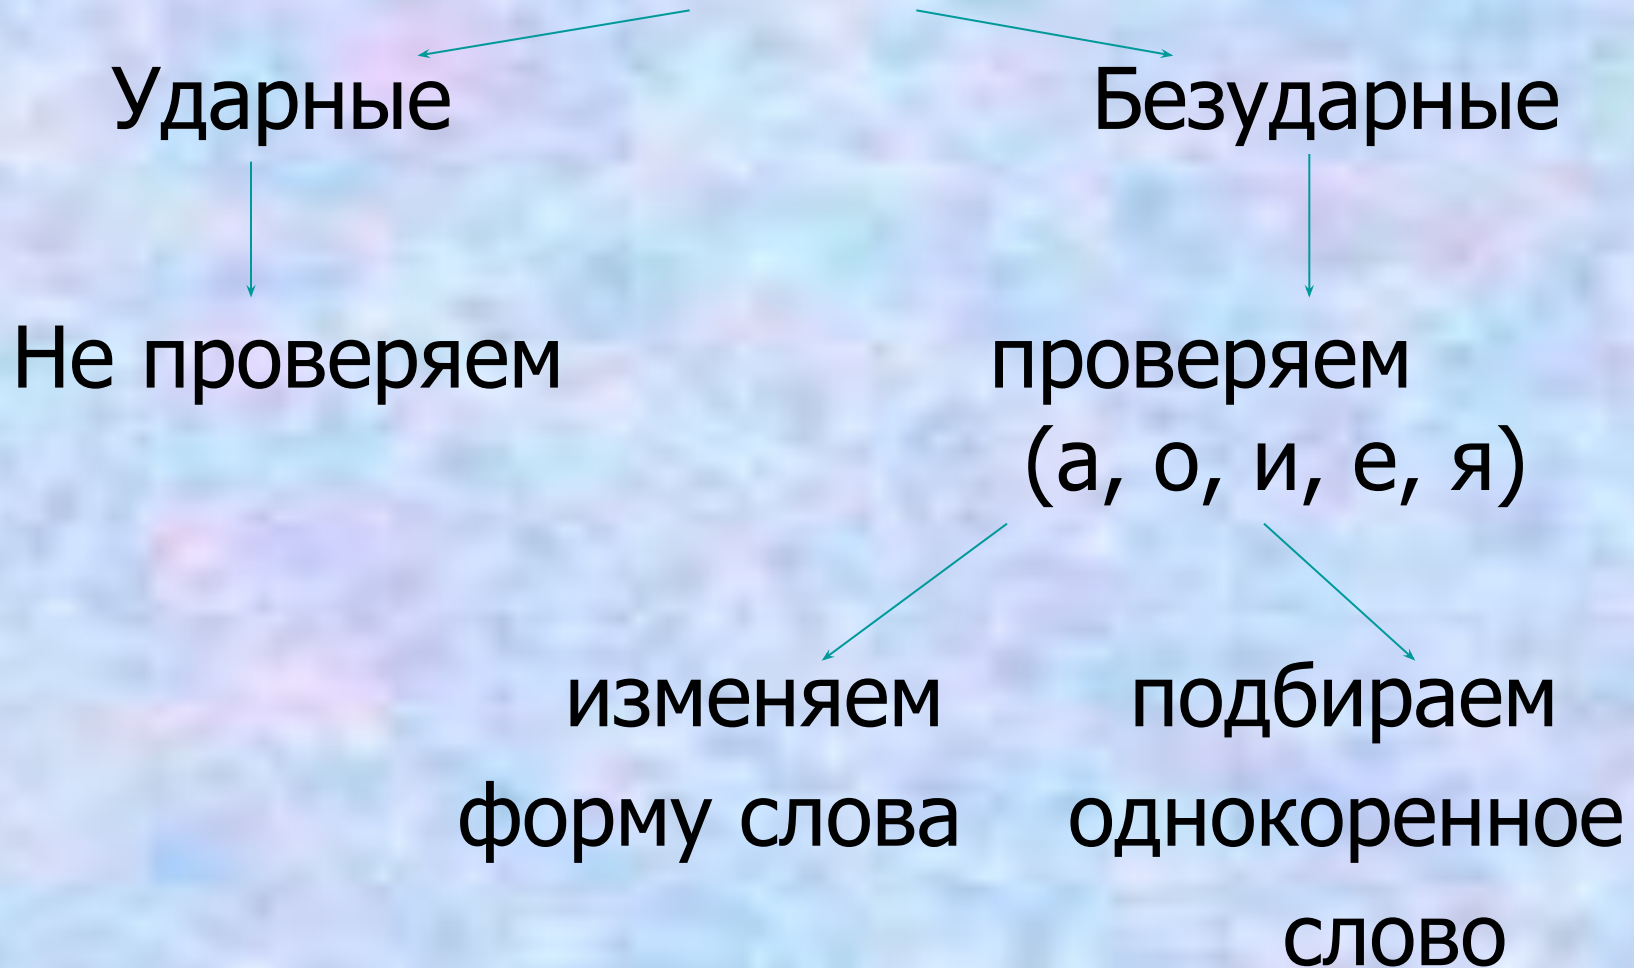 Ударные Безударные
Не проверяем проверяем
(а, о, и, е, я)
изменяем подбираем
форму слова однокоренное
слово